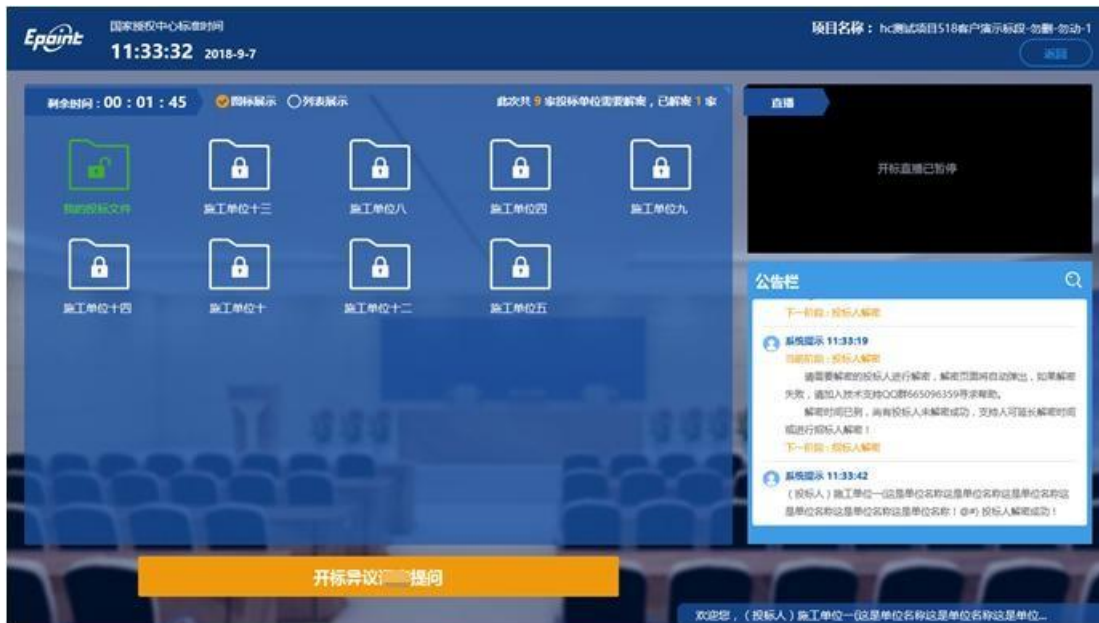 Epoint
国家授权中心标准时间
11:33:32 2018-9-7
项目名称：hc测试项目518客户演示标段-勿删-勿动-1
返回
剩余时间：00：01：45
图标展示 列表展示
此次共 9 家投标单位需要解密，已解密 1 家
直播
开标直播已暂停
我的投标文件
施工单位十三
施工单位八
施工单位四
施工单位九
施工单位十四
施工单位十
施工单位十二
施工单位五
公告栏
下一阶段：投标人解密
系统提示 11:33:19
当前阶段：投标人解密
请需要解密的投标人进行解密，解密页面将自动弹出，如果解密
失败，请加入技术支持QQ群665096359寻求帮助。
解密时间已到，尚有投标人未解密成功，支持人可延长解密时间
或进行招标人解密！
下一阶段：招标人解密
系统提示 11:33:42
（投标人）施工单位一(这是单位名称这是单位名称这是单位名称这
是单位名称这是单位名称这是单位名称！@#) 投标人解密成功！
开标异议 提问
欢迎您，（投标人）施工单位一(这是单位名称这是单位名称这是单位...